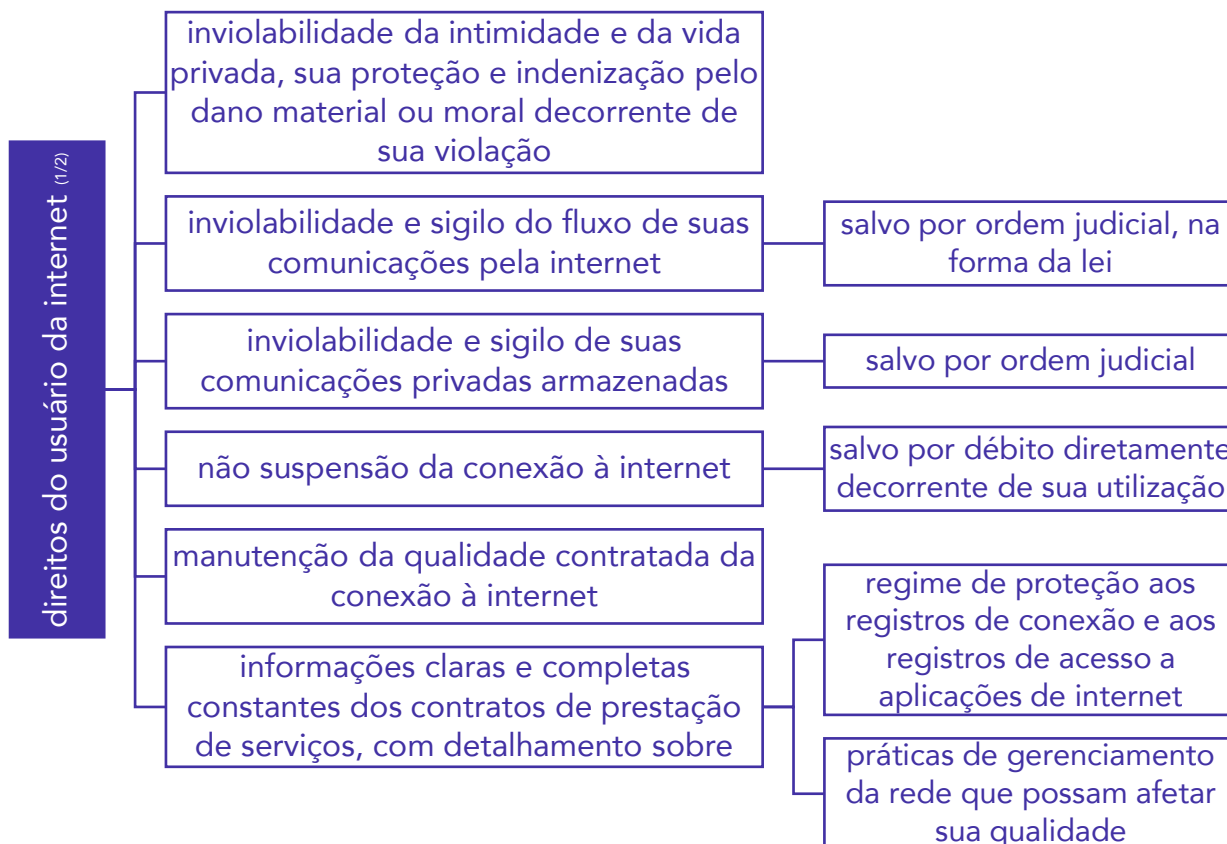 direitos do usuário da internet (1/2)
inviolabilidade da intimidade e da vida
privada, sua proteção e indenização pelo
dano material ou moral decorrente de
sua violação
inviolabilidade e sigilo do fluxo de suas
comunicações pela internet
salvo por ordem judicial, na
forma da lei
inviolabilidade e sigilo de suas
comunicações privadas armazenadas
salvo por ordem judicial
não suspensão da conexão à internet
salvo por débito diretamente
decorrente de sua utilização
manutenção da qualidade contratada da
conexão à internet
informações claras e completas
constantes dos contratos de prestação
de serviços, com detalhamento sobre
regime de proteção aos
registros de conexão e aos
registros de acesso a
aplicações de internet
práticas de gerenciamento
da rede que possam afetar
sua qualidade